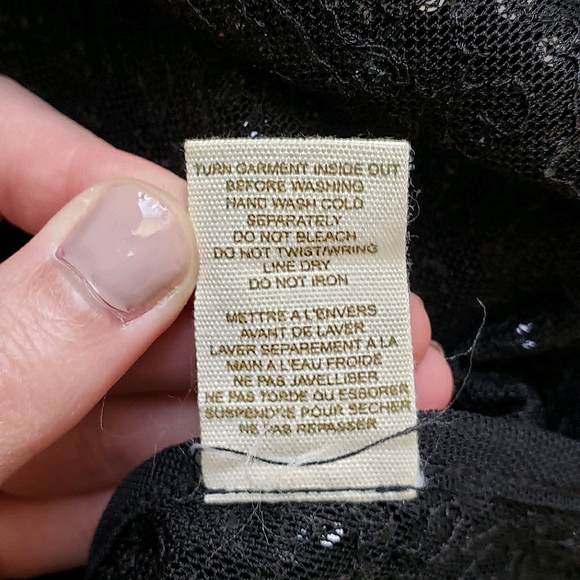 TURN GARMENT INSIDE OUT
BEFORE WASHING
HAND WASH COLD
SEPARATELY
DO NOT BLEACH
DO NOT TWIST/WRING
LINE DRY
DO NOT IRON
METTRE A L'ENVERS
AVANT DE LAVER
LAVER SEPAREMENT A LA
MAIN A L'EAU FROIDE
NE PAS JAVELLISER
NE PAS TORDE OU ESSORER
SUSPENDRE POUR SECHER
NE PAS REPASSER